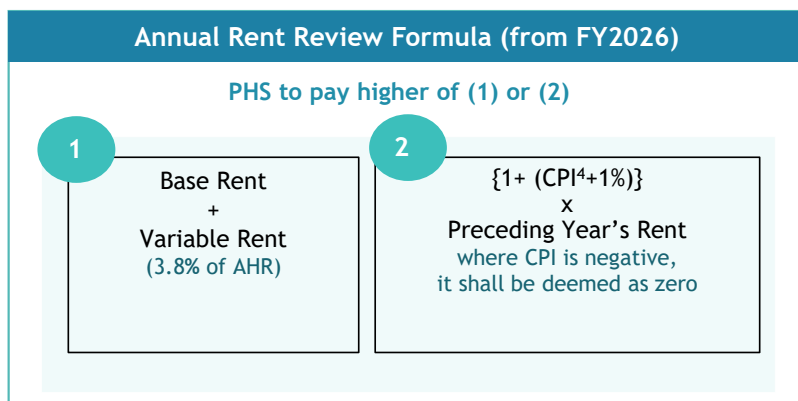 Annual Rent Review Formula (from FY2026)
PHS to pay higher of (1) or (2)
1
Base Rent
+
Variable Rent
(3.8% of AHR)
2
{1+ (CPI⁴+1%)}
x
Preceding Year’s Rent
where CPI is negative,
it shall be deemed as zero